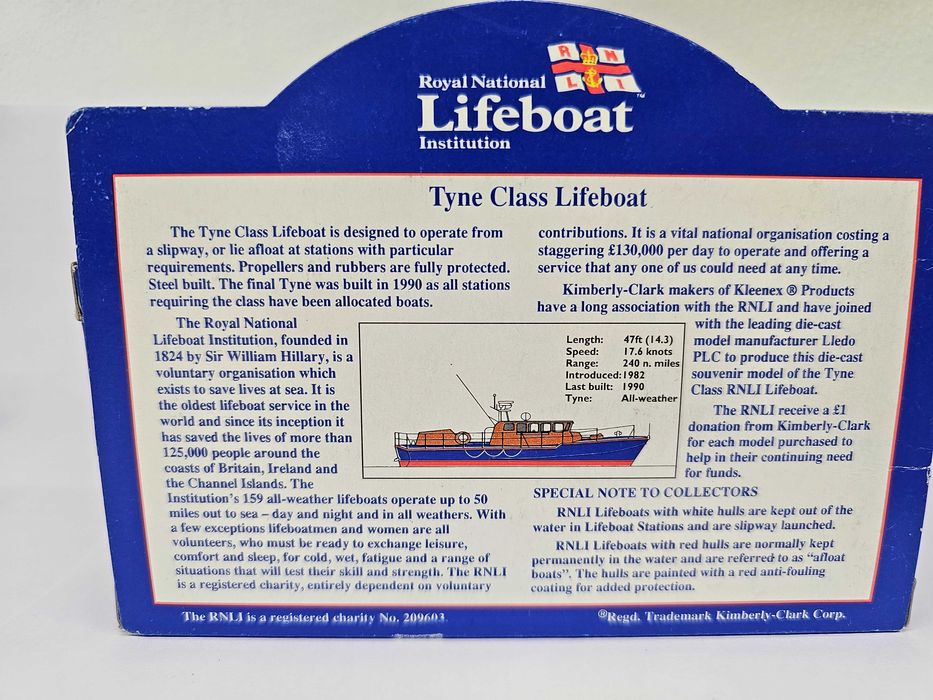 R N
L I
Royal National
Lifeboat™
Institution
Tyne Class Lifeboat
The Tyne Class Lifeboat is designed to operate from
a slipway, or lie afloat at stations with particular
requirements. Propellers and rubbers are fully protected.
Steel built. The final Tyne was built in 1990 as all stations
requiring the class have been allocated boats.
The Royal National
Lifeboat Institution, founded in
1824 by Sir William Hillary, is a
voluntary organisation which
exists to save lives at sea. It is
the oldest lifeboat service in the
world and since its inception it
has saved the lives of more than
125,000 people around the
coasts of Britain, Ireland and
the Channel Islands. The
Institution's 159 all-weather lifeboats operate up to 50
miles out to sea – day and night and in all weathers. With
a few exceptions lifeboatmen and women are all
volunteers, who must be ready to exchange leisure,
comfort and sleep, for cold, wet, fatigue and a range of
situations that will test their skill and strength. The RNLI
is a registered charity, entirely dependent on voluntary
contributions. It is a vital national organisation costing a
staggering £130,000 per day to operate and offering a
service that any one of us could need at any time.
Kimberly-Clark makers of Kleenex ® Products
have a long association with the RNLI and have joined
with the leading die-cast
model manufacturer Lledo
PLC to produce this die-cast
souvenir model of the Tyne
Class RNLI Lifeboat.
The RNLI receive a £1
donation from Kimberly-Clark
for each model purchased to
help in their continuing need
for funds.
Length: 47ft (14.3)
Speed: 17.6 knots
Range: 240 n. miles
Introduced: 1982
Last built: 1990
Tyne: All-weather
SPECIAL NOTE TO COLLECTORS
RNLI Lifeboats with white hulls are kept out of the
water in Lifeboat Stations and are slipway launched.
RNLI Lifeboats with red hulls are normally kept
permanently in the water and are referred to as "afloat
boats". The hulls are painted with a red anti-fouling
coating for added protection.
The RNLI is a registered charity No. 209603
®Regd. Trademark Kimberly-Clark Corp.